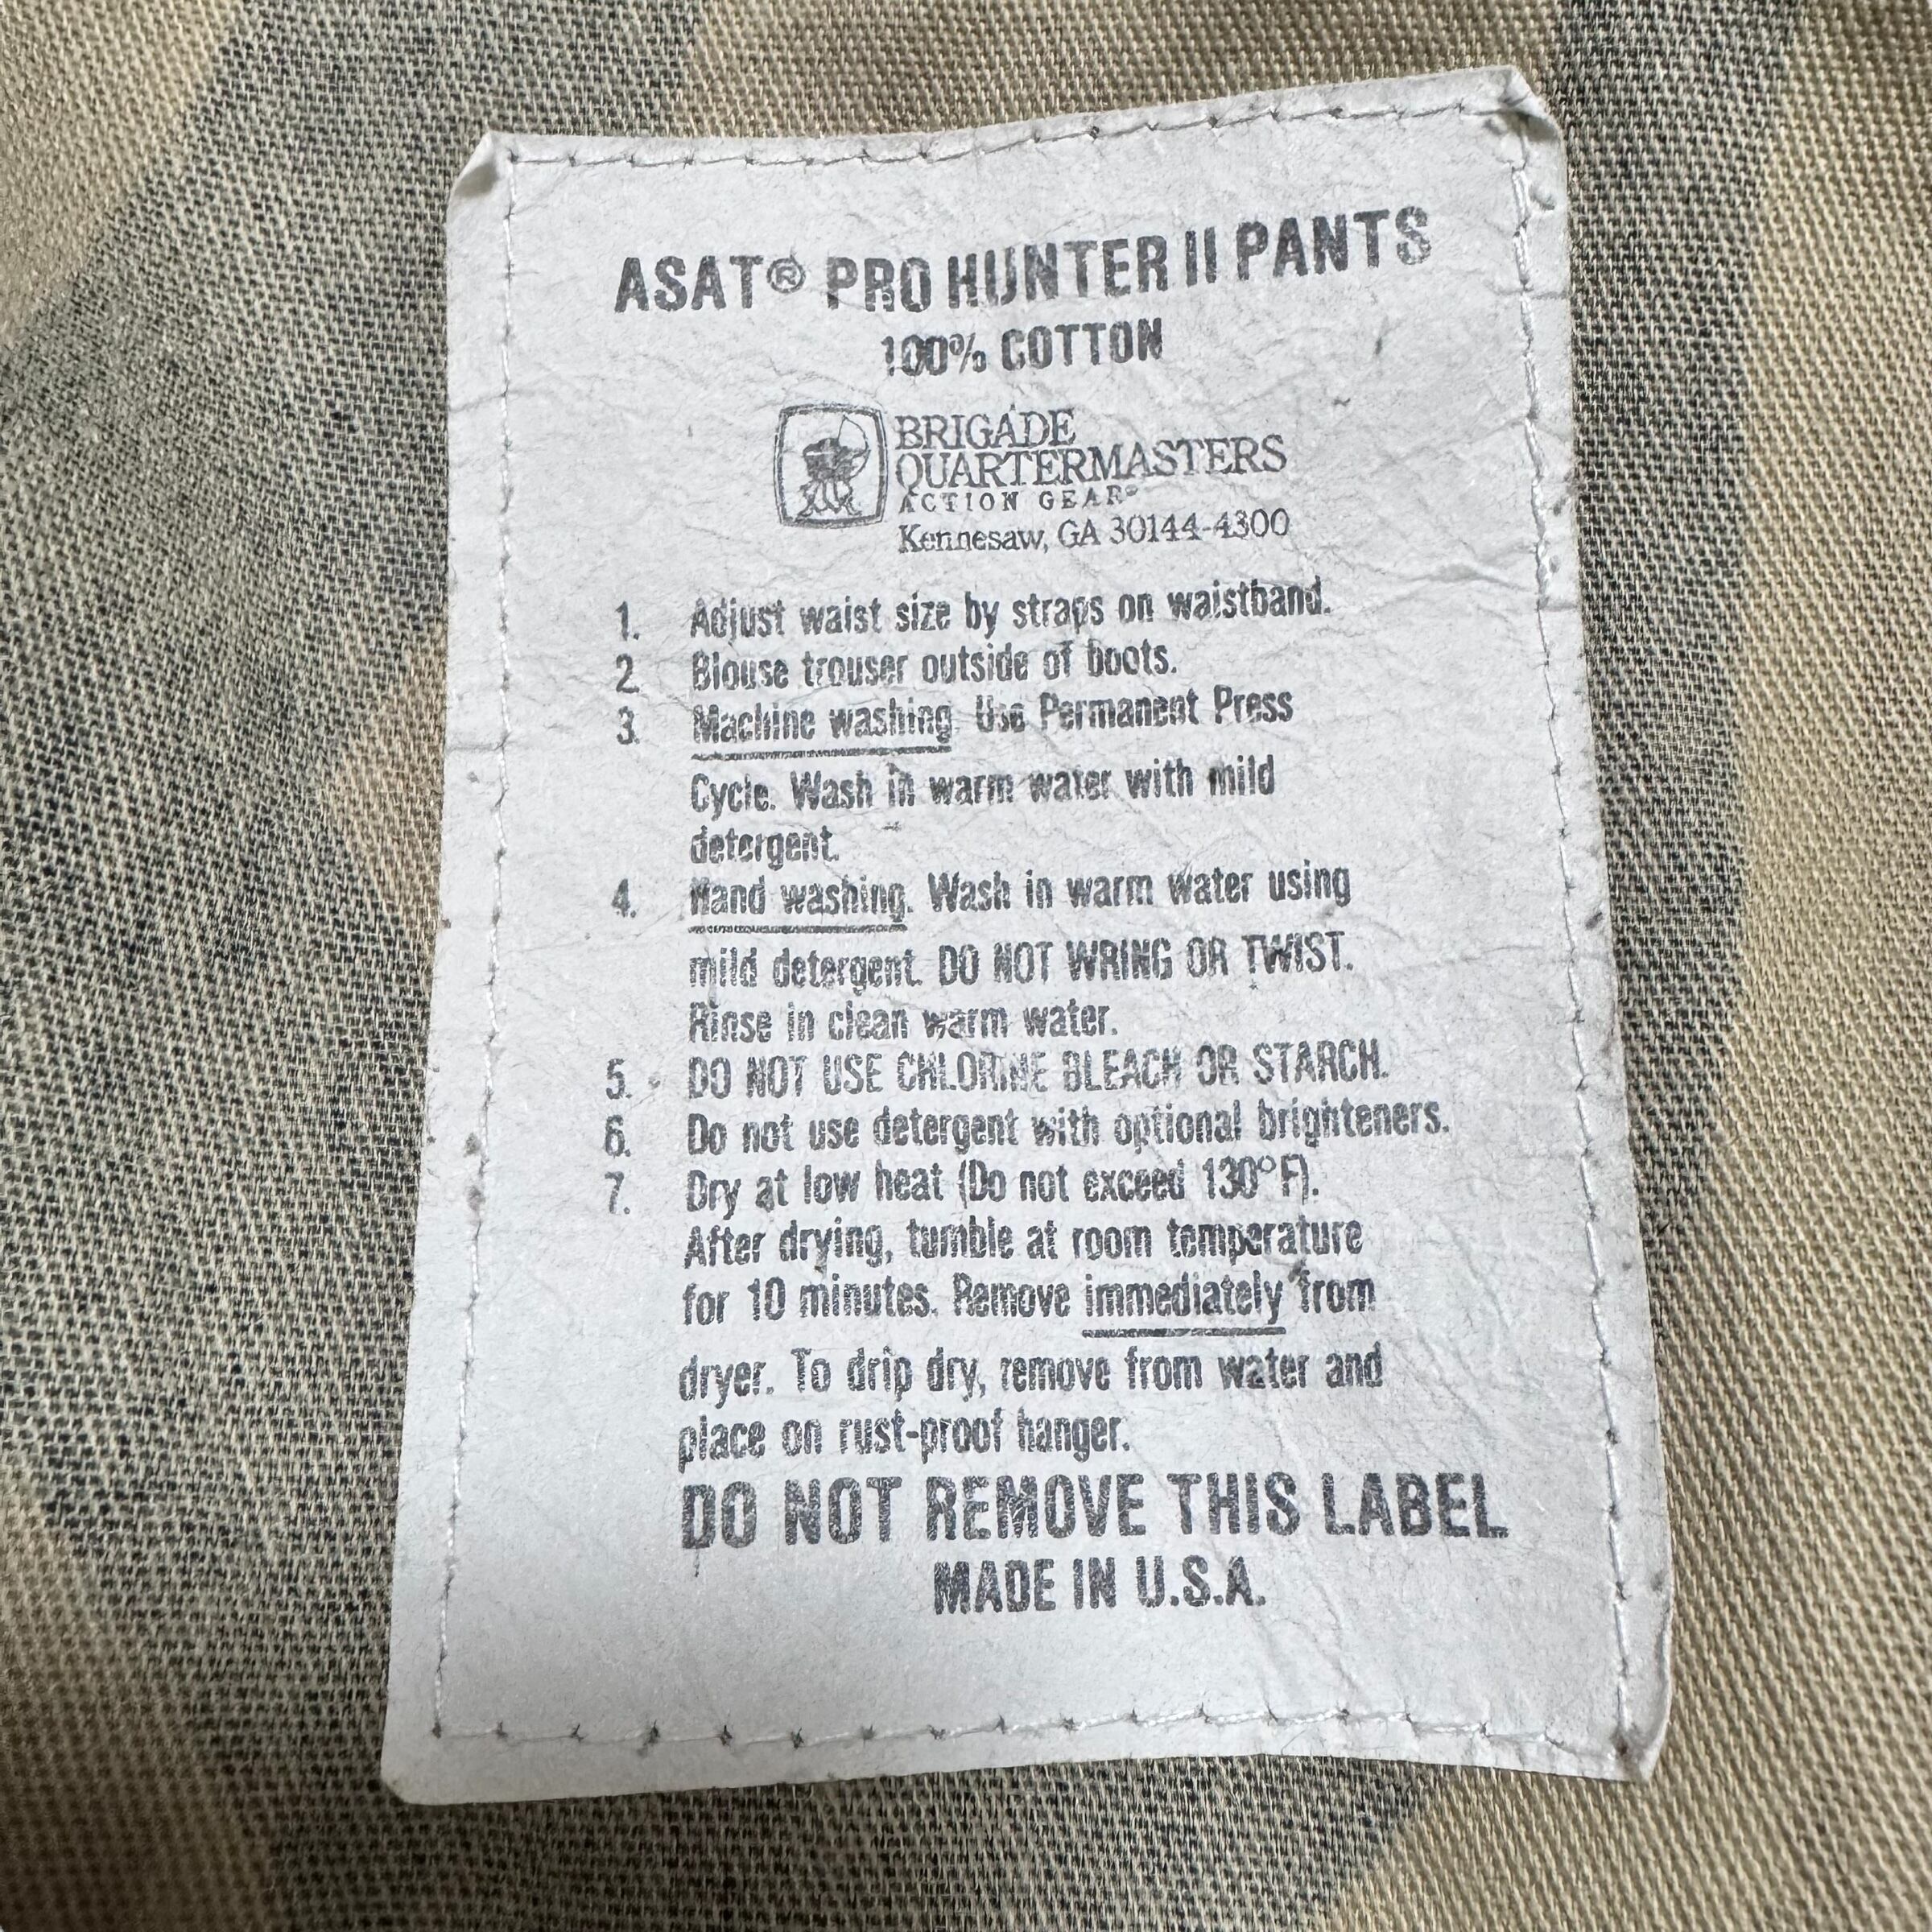 ASAT® PRO HUNTER II PANTS
100% COTTON
BRIGADE
QUARTERMASTERS
ACTION GEAR®
Kennesaw, GA 30144-4300
1. Adjust waist size by straps on waistband.
2. Blouse trouser outside of boots.
3. Machine washing. Use Permanent Press
Cycle. Wash in warm water with mild
detergent.
4. Hand washing. Wash in warm water using
mild detergent. DO NOT WRING OR TWIST.
Rinse in clean warm water.
5. DO NOT USE CHLORINE BLEACH OR STARCH.
6. Do not use detergent with optional brighteners.
7. Dry at low heat (Do not exceed 130°F).
After drying, tumble at room temperature
for 10 minutes. Remove immediately from
dryer. To drip dry, remove from water and
place on rust-proof hanger.
DO NOT REMOVE THIS LABEL
MADE IN U.S.A.